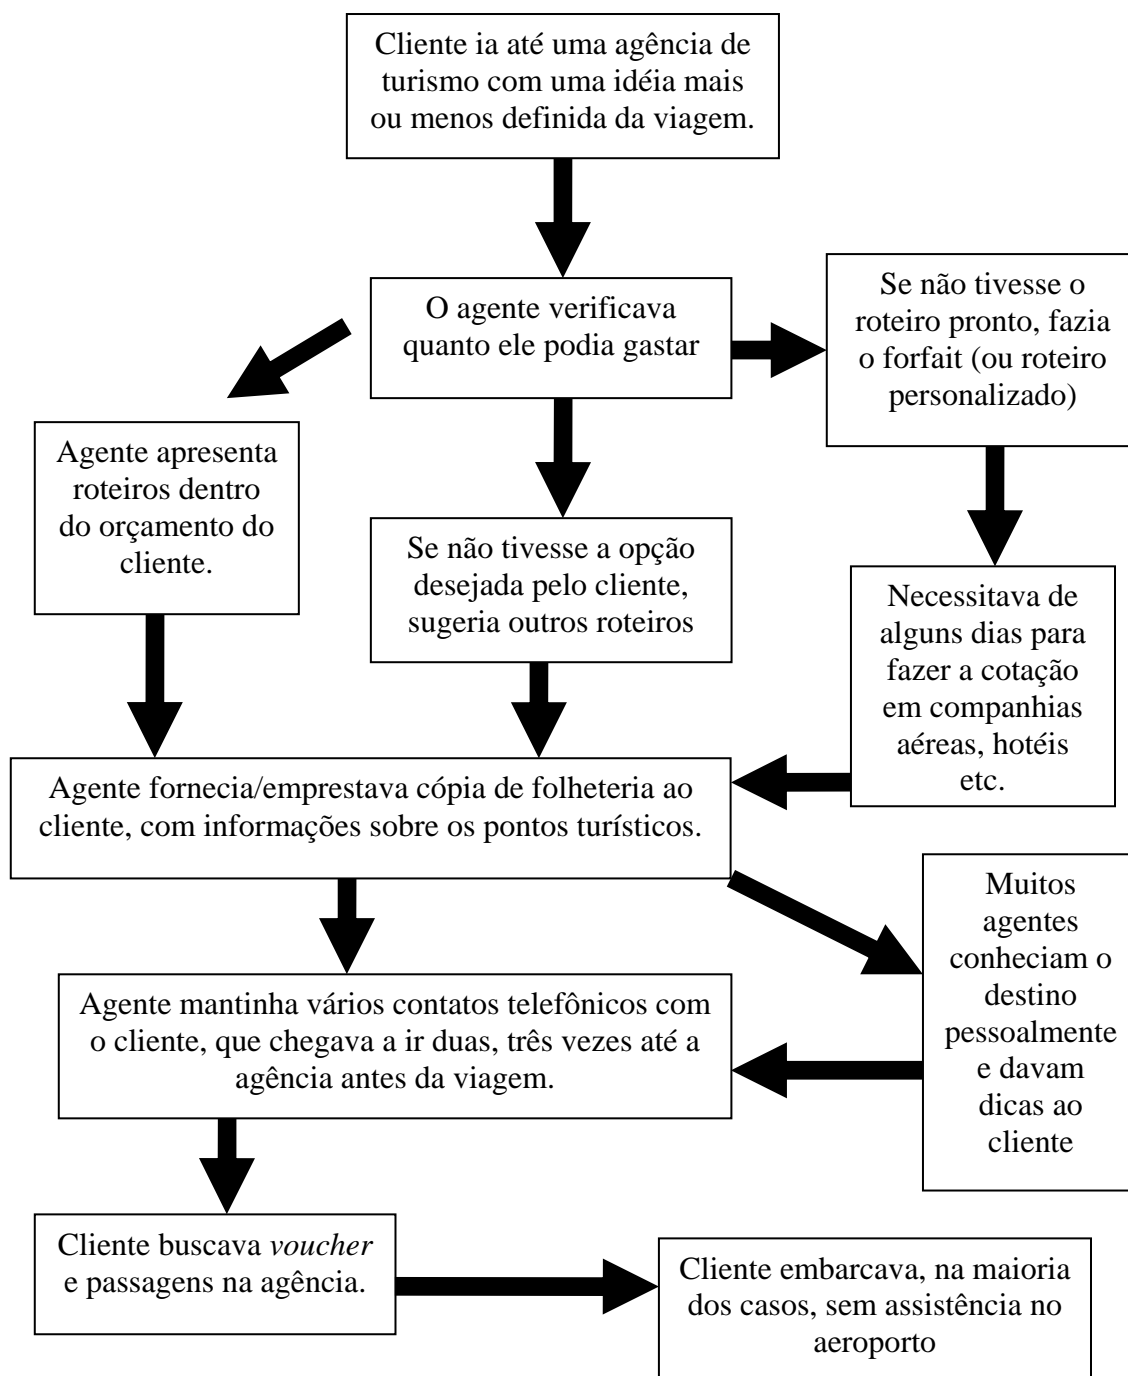 Cliente ia até uma agência de
turismo com uma idéia mais
ou menos definida da viagem.
O agente verificava
quanto ele podia gastar
Se não tivesse o
roteiro pronto, fazia
o forfait (ou roteiro
personalizado)
Agente apresenta
roteiros dentro
do orçamento do
cliente.
Se não tivesse a opção
desejada pelo cliente,
sugeria outros roteiros
Necessitava de
alguns dias para
fazer a cotação
em companhias
aéreas, hotéis
etc.
Agente fornecia/emprestava cópia de folheteria ao
cliente, com informações sobre os pontos turísticos.
Muitos
agentes
conheciam o
destino
pessoalmente
e davam
dicas ao
cliente
Agente mantinha vários contatos telefônicos com
o cliente, que chegava a ir duas, três vezes até a
agência antes da viagem.
Cliente buscava voucher
e passagens na agência.
Cliente embarcava, na maioria
dos casos, sem assistência no
aeroporto